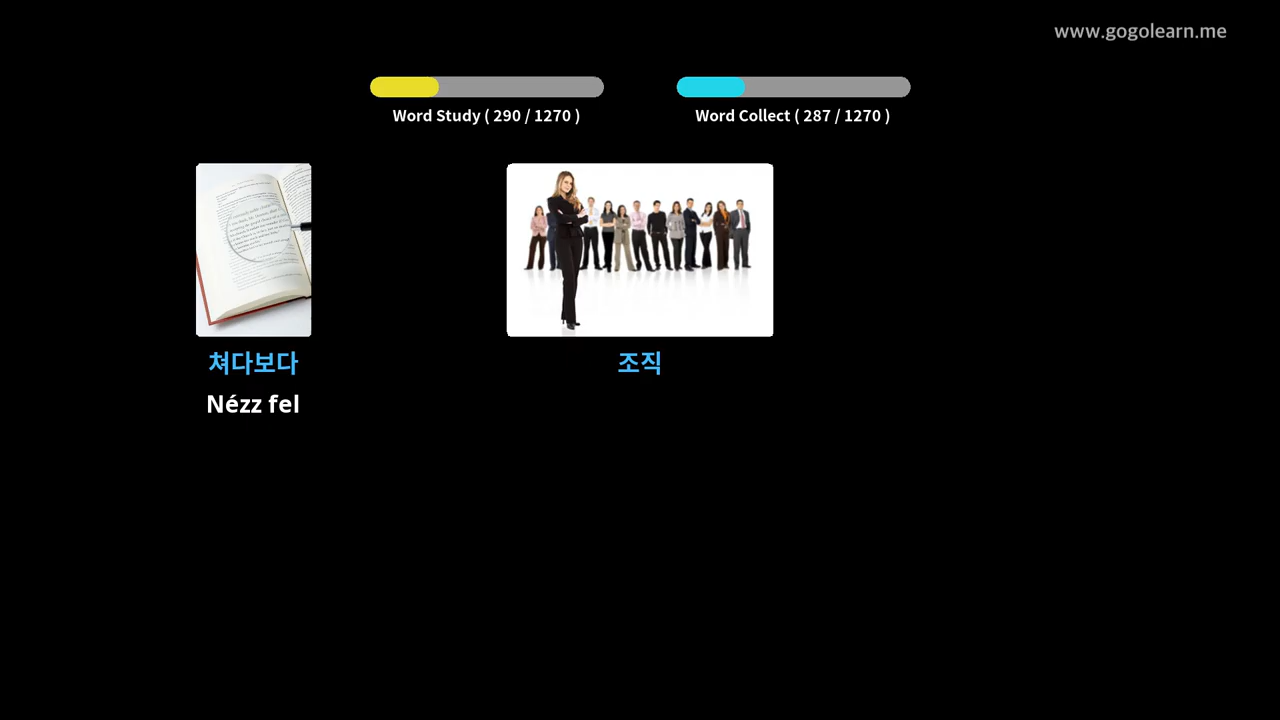 www.gogolearn.me
Word Study ( 290 / 1270 )
Word Collect ( 287 / 1270 )
쳐다보다
조직
Nézz fel